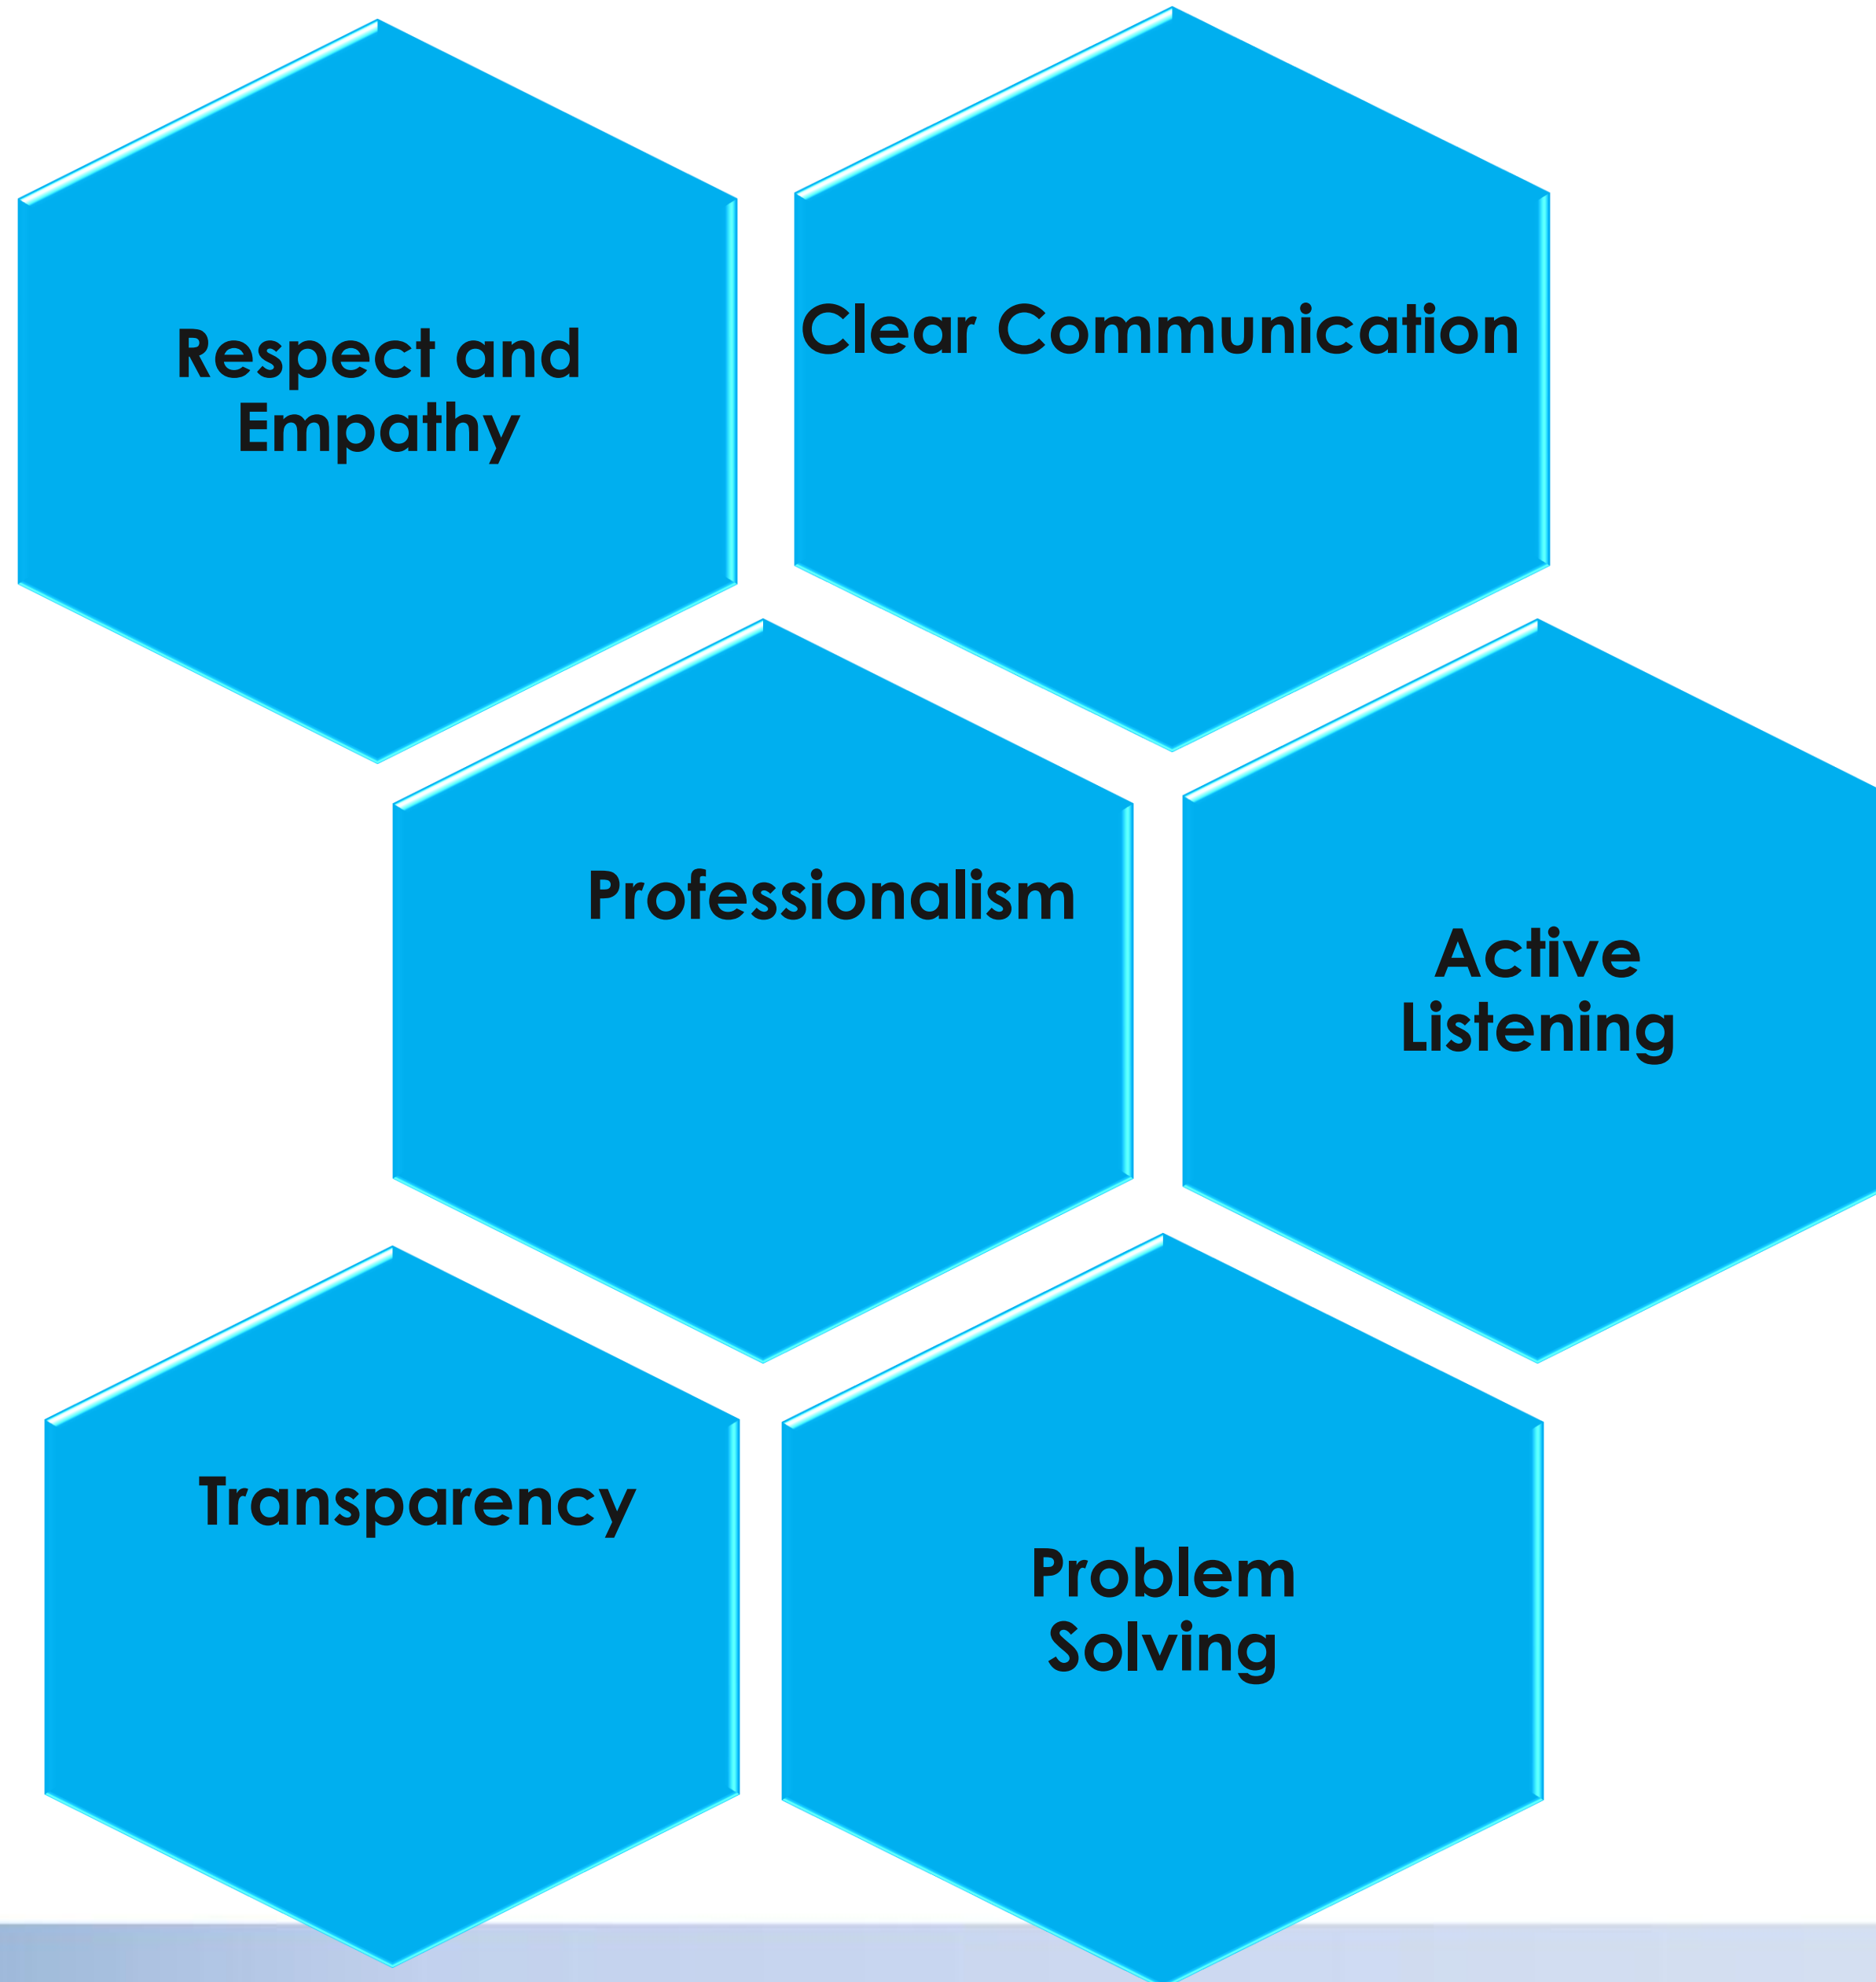 Respect and
Empathy
Clear Communication
Professionalism
Active
Listening
Transparency
Problem
Solving